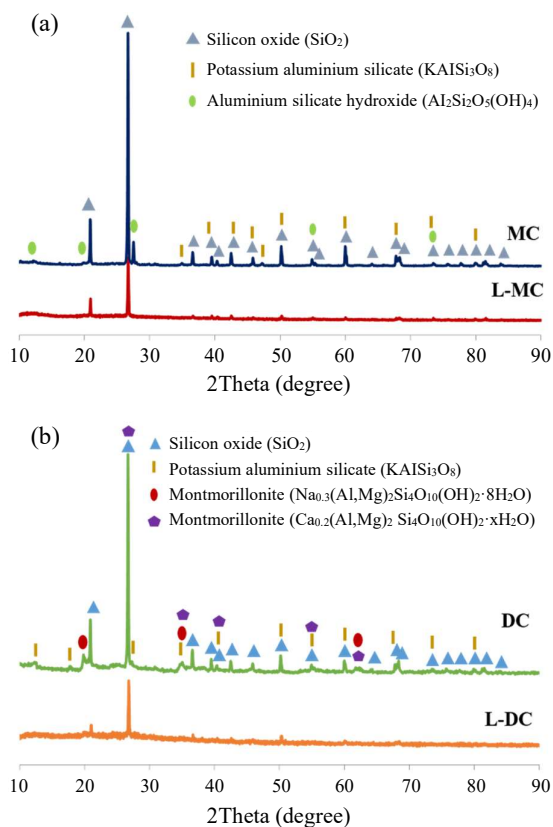 (a)
Silicon oxide (SiO₂)
Potassium aluminium silicate (KAISi₃O₈)
Aluminium silicate hydroxide (AI₂Si₂O₅(OH)₄)
MC
L-MC
10 20 30 40 50 60 70 80 90
2Theta (degree)
(b)
Silicon oxide (SiO₂)
Potassium aluminium silicate (KAISi₃O₈)
Montmorillonite (Na₀.₃(Al,Mg)₂Si₄O₁₀(OH)₂·8H₂O)
Montmorillonite (Ca₀.₂(Al,Mg)₂ Si₄O₁₀(OH)₂·xH₂O)
DC
L-DC
10 20 30 40 50 60 70 80 90
2Theta (degree)